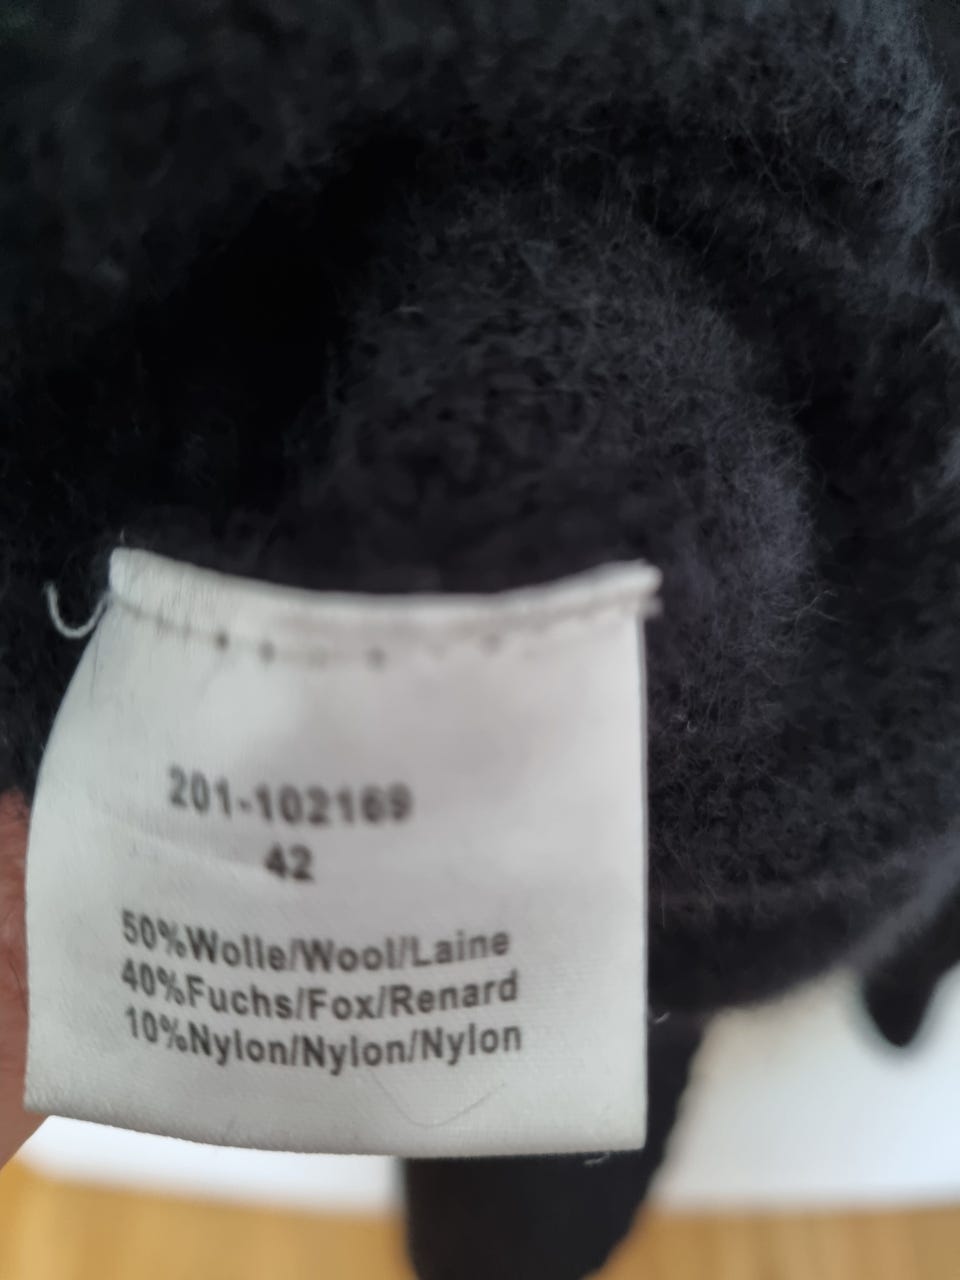 201-102169
42
50%Wolle/Wool/Laine
40%Fuchs/Fox/Renard
10%Nylon/Nylon/Nylon